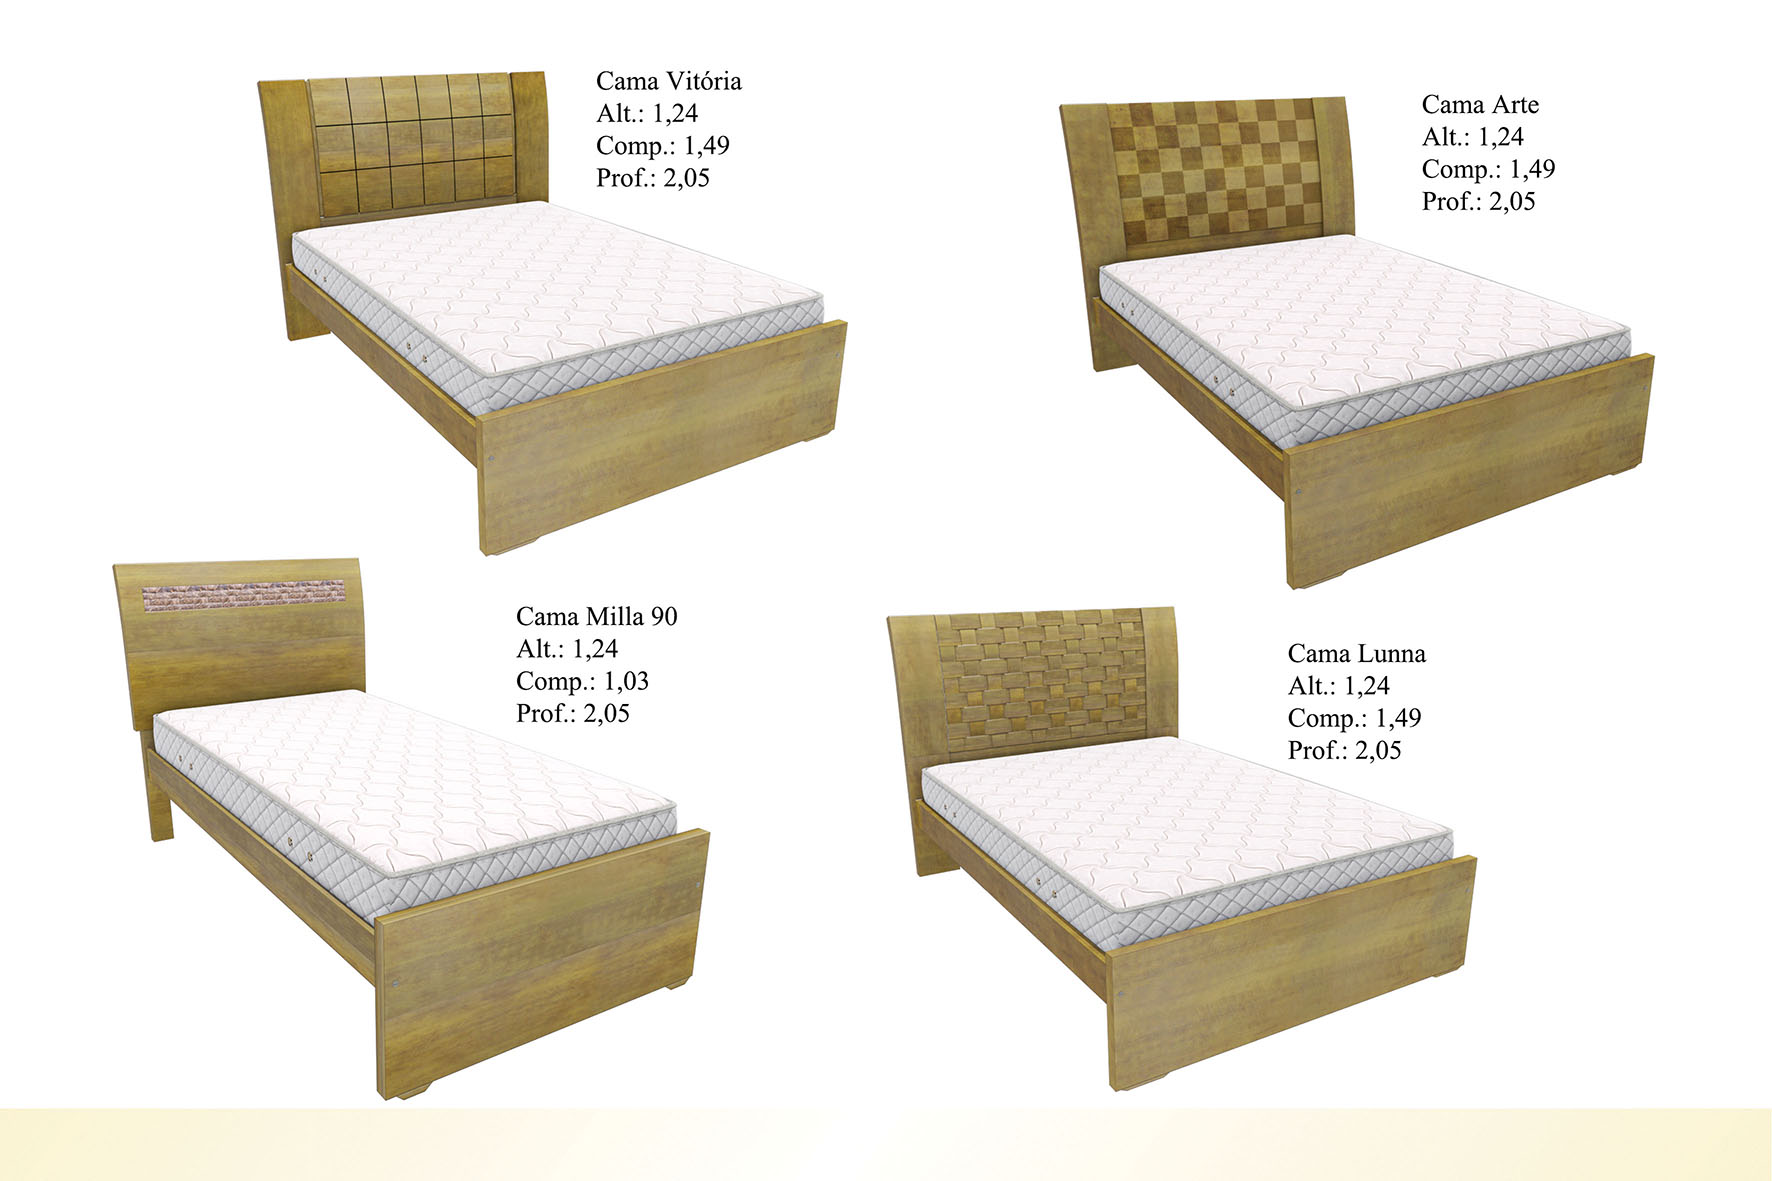 Cama Vitória
Alt.: 1,24
Comp.: 1,49
Prof.: 2,05
Cama Arte
Alt.: 1,24
Comp.: 1,49
Prof.: 2,05
Cama Milla 90
Alt.: 1,24
Comp.: 1,03
Prof.: 2,05
Cama Lunna
Alt.: 1,24
Comp.: 1,49
Prof.: 2,05